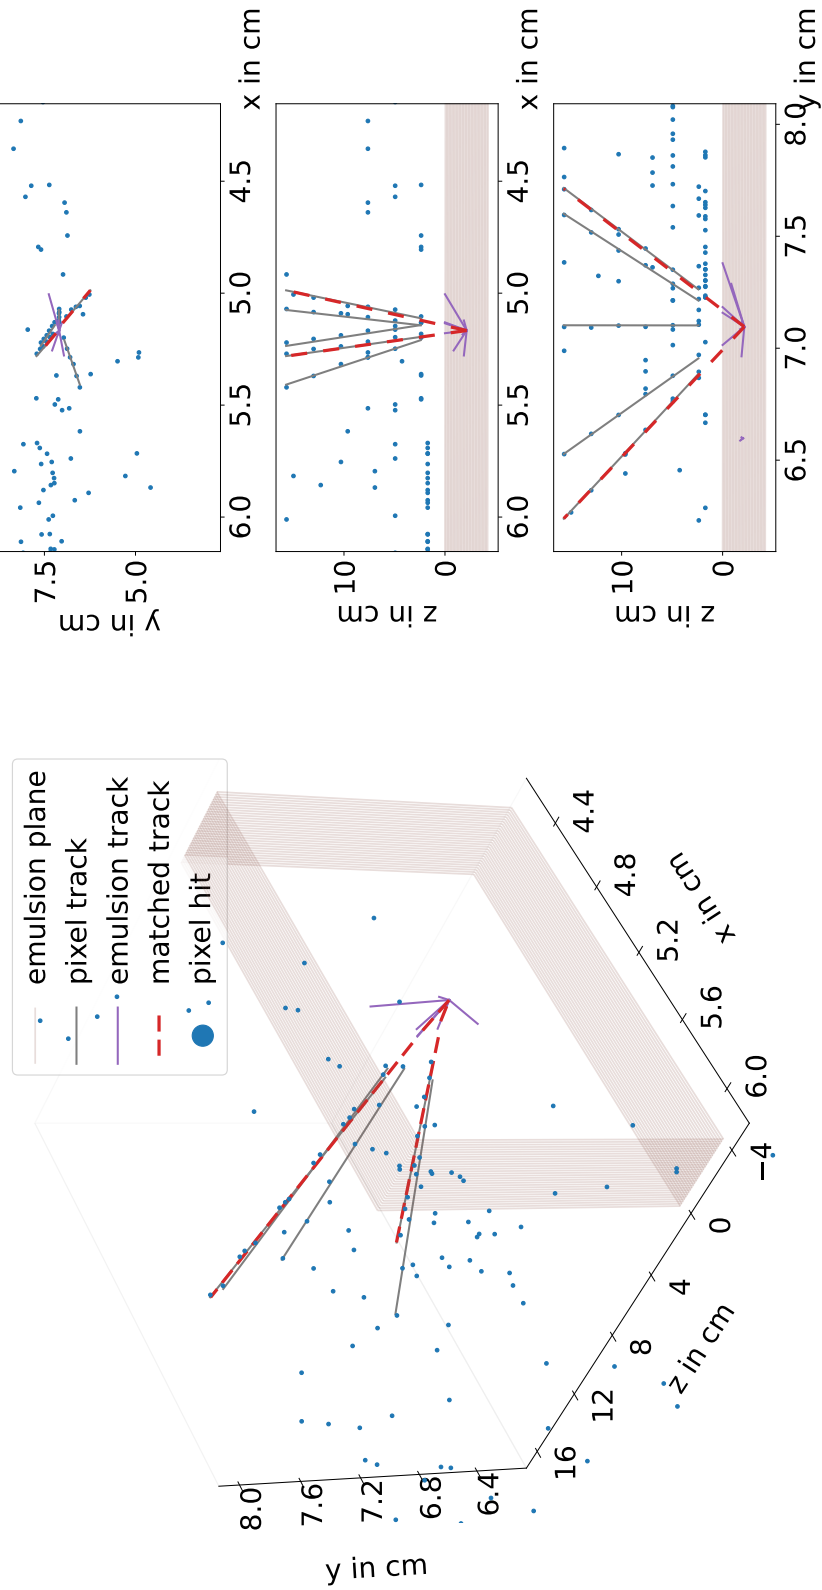 emulsion plane
pixel track
emulsion track
matched track
pixel hit
8.0
7.6
7.2
6.8
6.4
y in cm
16
12
8
4
0
−4
z in cm
6.0
5.6
5.2
4.8
4.4
x in cm
7.5
5.0
y in cm
6.0
5.5
5.0
4.5
x in cm
10
0
z in cm
6.0
5.5
5.0
4.5
x in cm
10
0
z in cm
6.5
7.0
7.5
8.0
y in cm